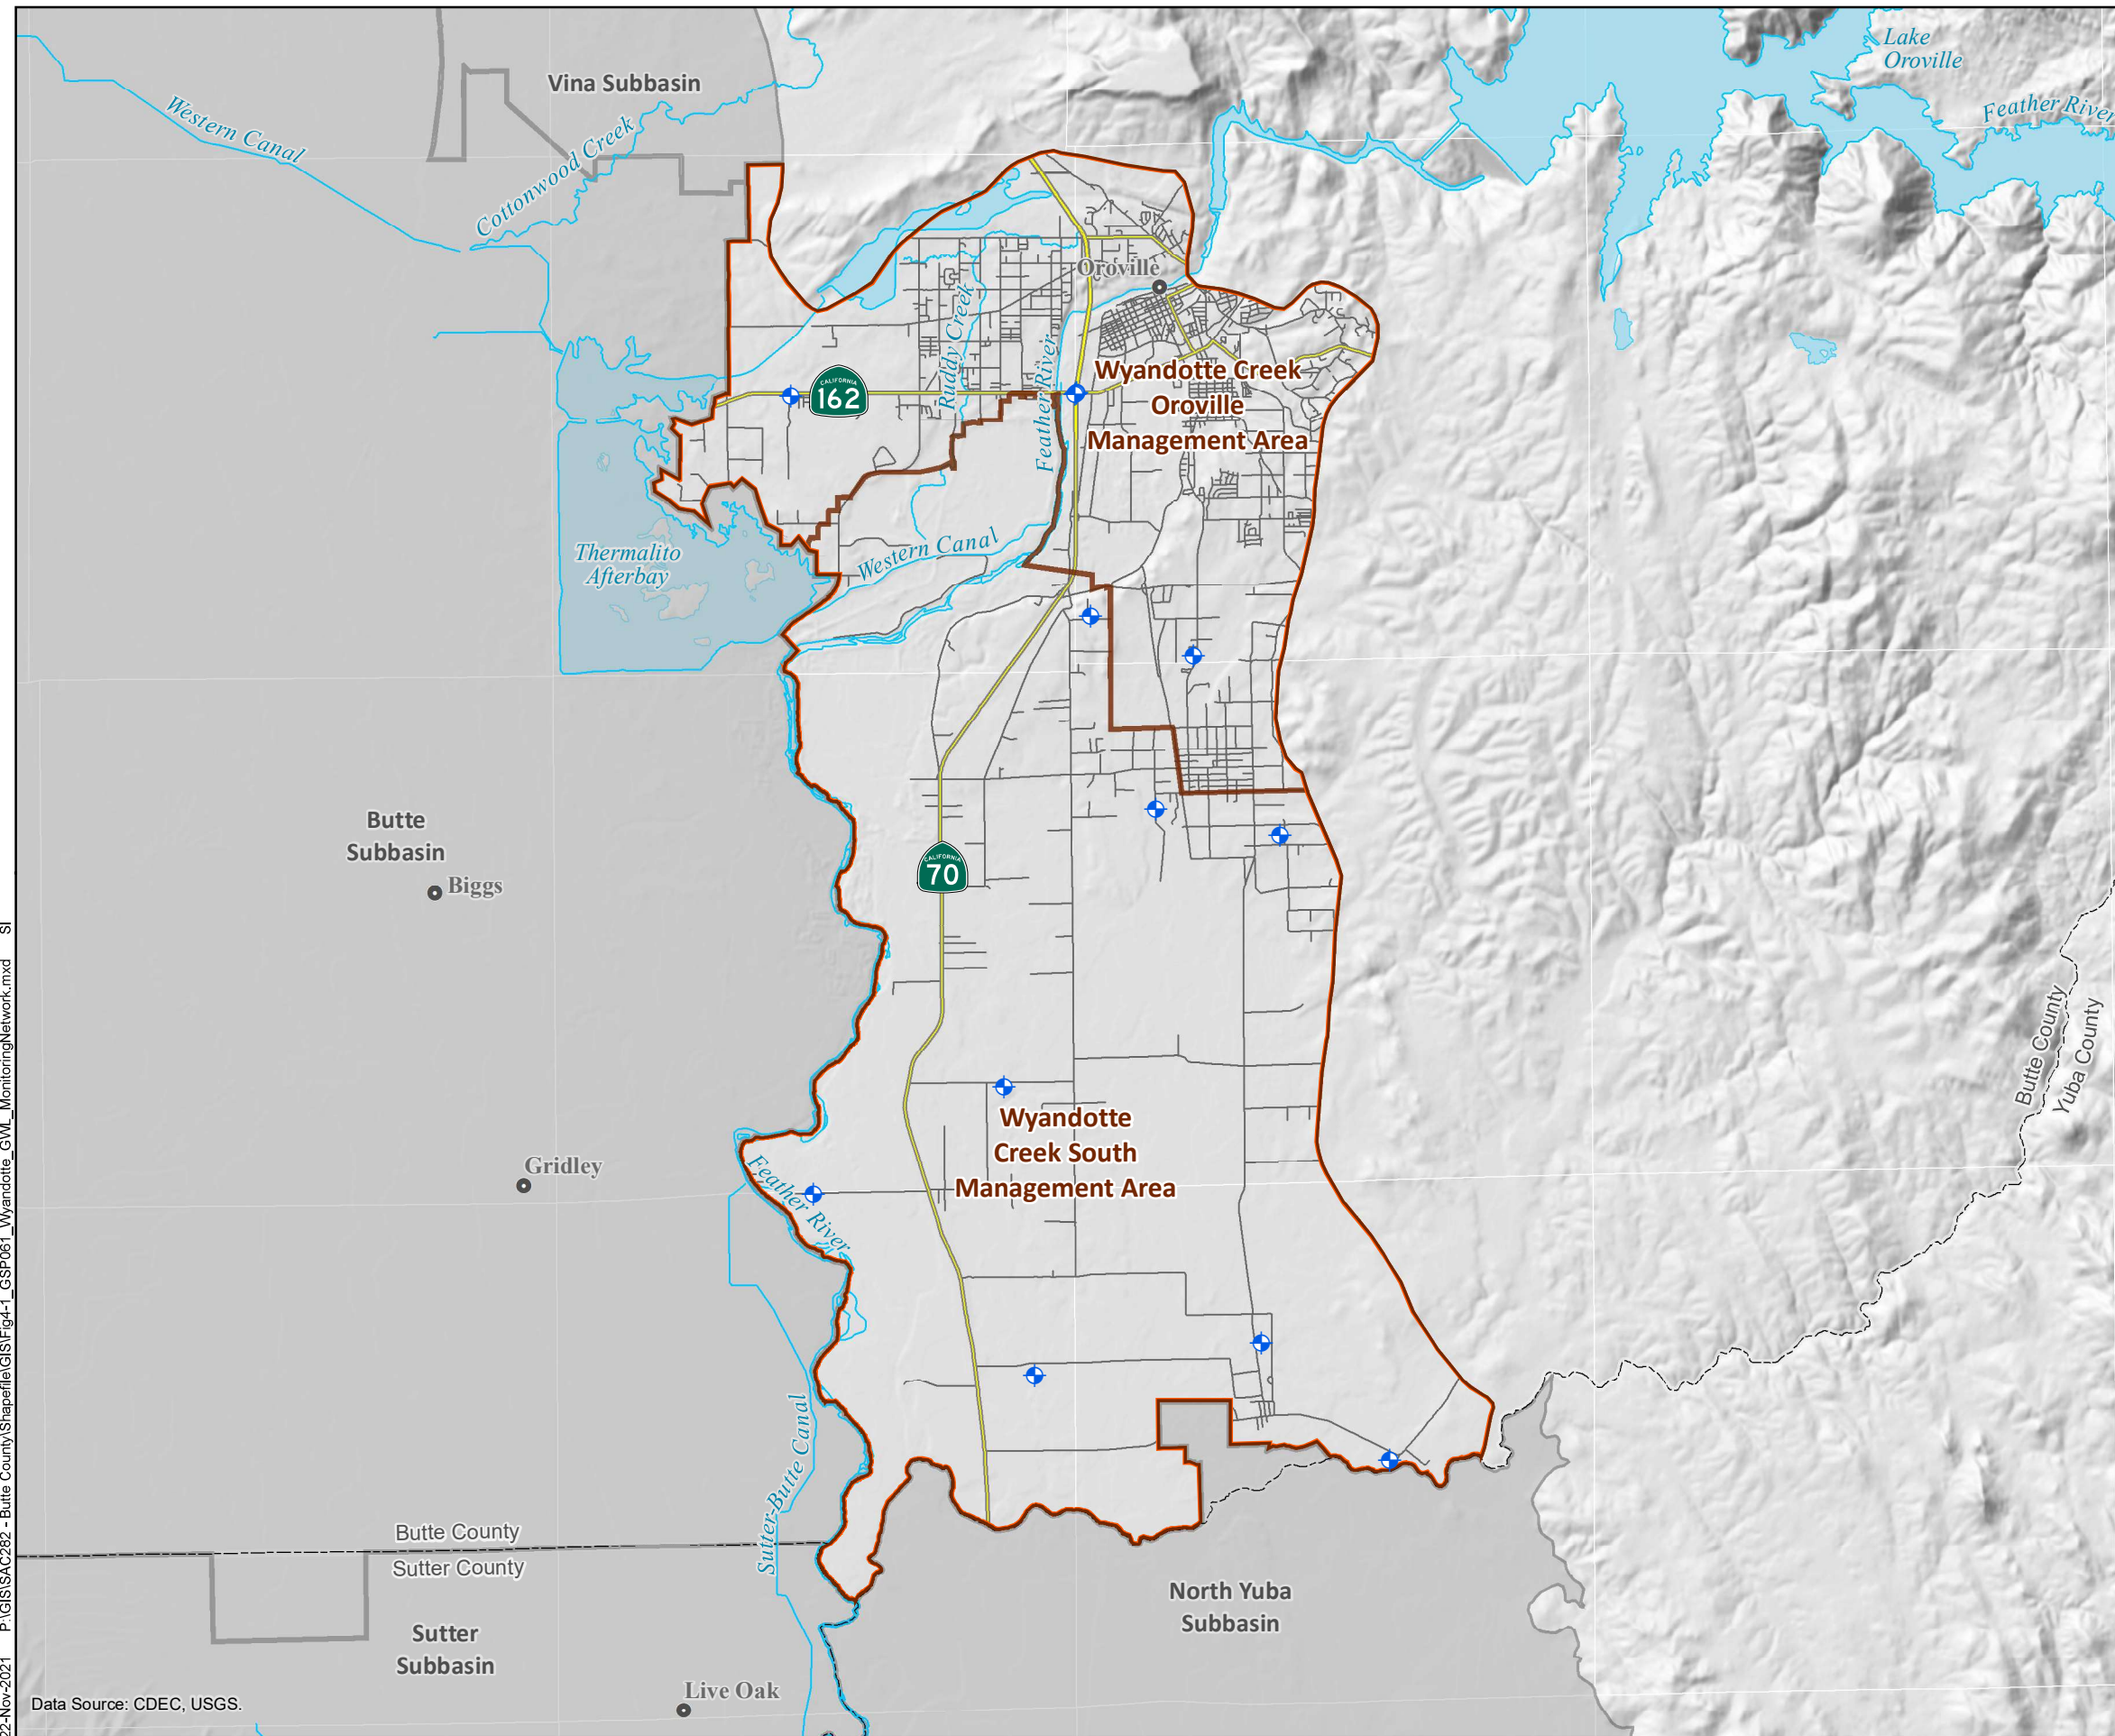 Lake
Oroville
Feather River
Vina Subbasin
Western Canal
Cottonwood Creek
Oroville
Ruddy Creek
Feather River
Wyandotte Creek
Oroville
Management Area
CALIFORNIA
162
Western Canal
Thermalito
Afterbay
Butte
Subbasin
Biggs
CALIFORNIA
70
Butte County
Yuba County
Wyandotte
Creek South
Management Area
Gridley
Feather River
Sutter-Butte Canal
Butte County
Sutter County
North Yuba
Subbasin
Sutter
Subbasin
Live Oak
Data Source: CDEC, USGS.
22-Nov-2021 P:\GIS\SAC282 - Butte County\Shapefile\GIS\Fig4-1_GSP061_Wyandotte_GWL_MonitoringNetwork.mxd SI